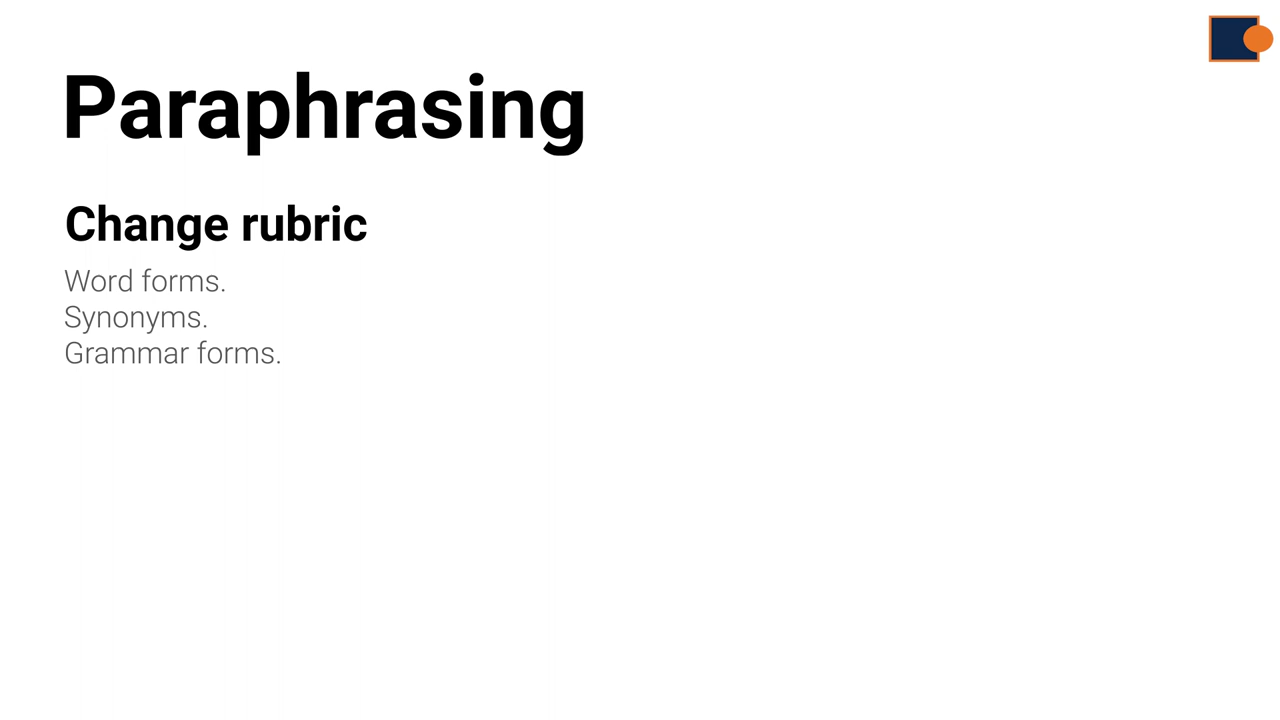 Paraphrasing
Change rubric
Word forms.
Synonyms.
Grammar forms.